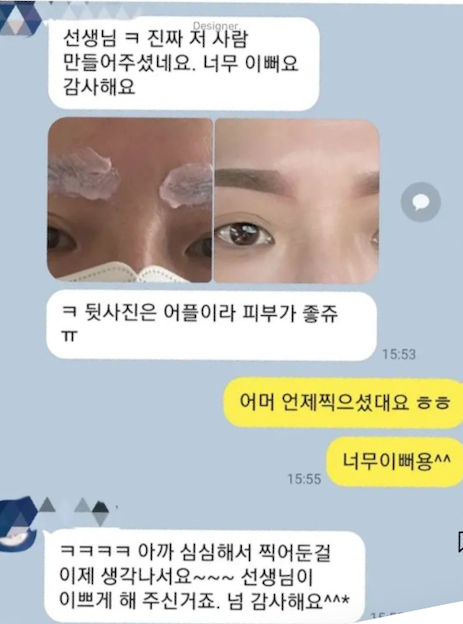 Designer
선생님 ㅋ 진짜 저 사람
만들어주셨네요. 너무 이뻐요
감사해요
ㅋ 뒷사진은 어플이라 피부가 좋쥬
ㅠ
15:53
어머 언제찍으셨대요 ㅎㅎ
너무이뻐용^^
15:55
ㅋㅋㅋㅋ 아까 심심해서 찍어둔걸
이제 생각나서요~~~ 선생님이
이쁘게 해 주신거죠. 넘 감사해요^^*